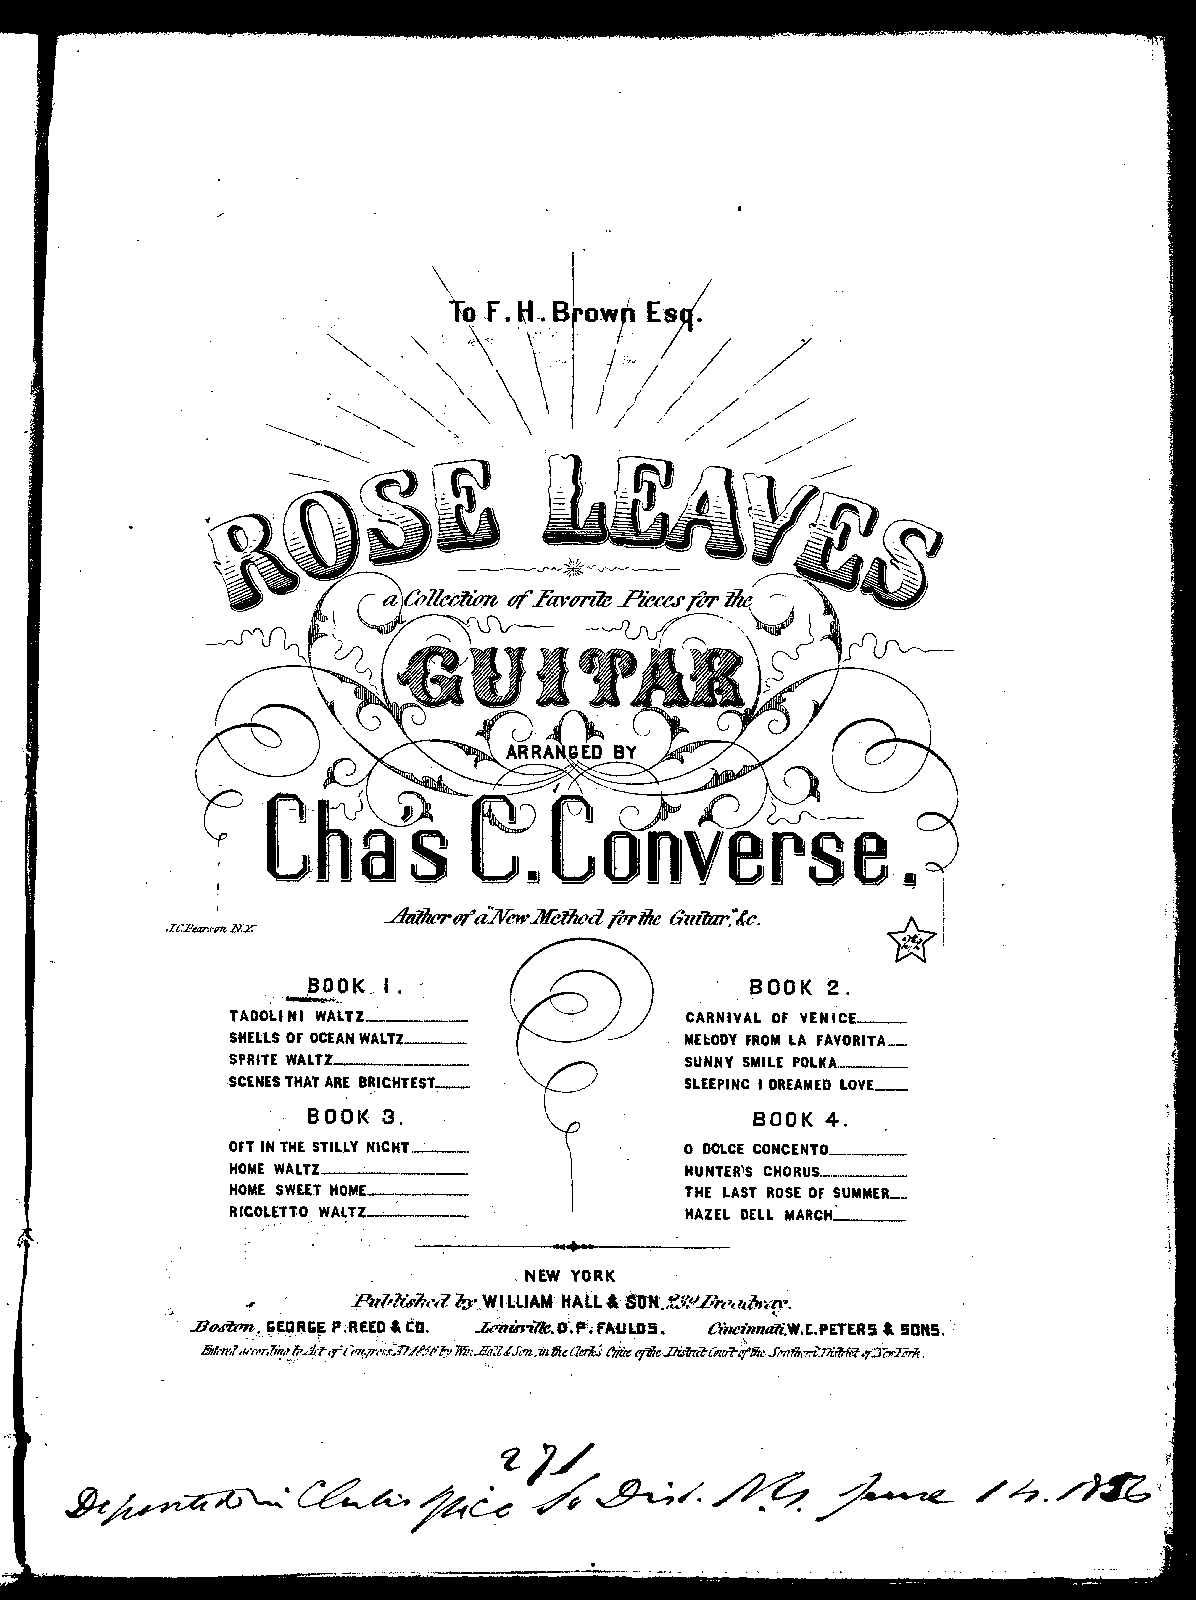 To F. H. Brown Esq.
ROSE LEAVES
a Collection of Favorite Pieces for the
GUITAR
ARRANGED BY
Cha's C. Converse.
Author of a "New Method for the Guitar," &c.
J.C. Pearson N.Y.
BOOK 1.
TADOLINI WALTZ
SHELLS OF OCEAN WALTZ
SPRITE WALTZ
SCENES THAT ARE BRIGHTEST
BOOK 2.
CARNIVAL OF VENICE
MELODY FROM LA FAVORITA
SUNNY SMILE POLKA
SLEEPING I DREAMED LOVE
BOOK 3.
OFT IN THE STILLY NIGHT
HOME WALTZ
HOME SWEET HOME
RIGOLETTO WALTZ
BOOK 4.
O DOLCE CONCENTO
HUNTER'S CHORUS
THE LAST ROSE OF SUMMER
HAZEL DELL MARCH
NEW YORK
Published by WILLIAM HALL & SON, 239 Broadway.
Boston, GEORGE P. REED & CO. Louisville, D. P. FAULDS. Cincinnati, W. C. PETERS & SONS.
Entered according to Act of Congress AD 1856 by Wm. Hall & Son, in the Clerk's Office of the District Court of the Southern District of New York.
271
Deposited in Clerks Office So Dist. N.Y. June 14. 1856